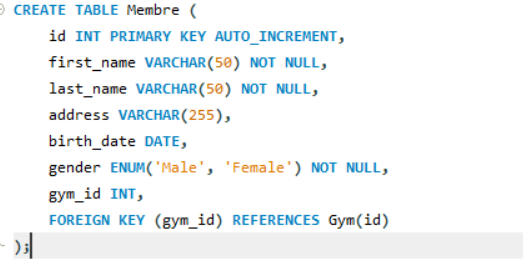 CREATE TABLE Membre (
id INT PRIMARY KEY AUTO_INCREMENT,
first_name VARCHAR(50) NOT NULL,
last_name VARCHAR(50) NOT NULL,
address VARCHAR(255),
birth_date DATE,
gender ENUM('Male', 'Female') NOT NULL,
gym_id INT,
FOREIGN KEY (gym_id) REFERENCES Gym(id)
);